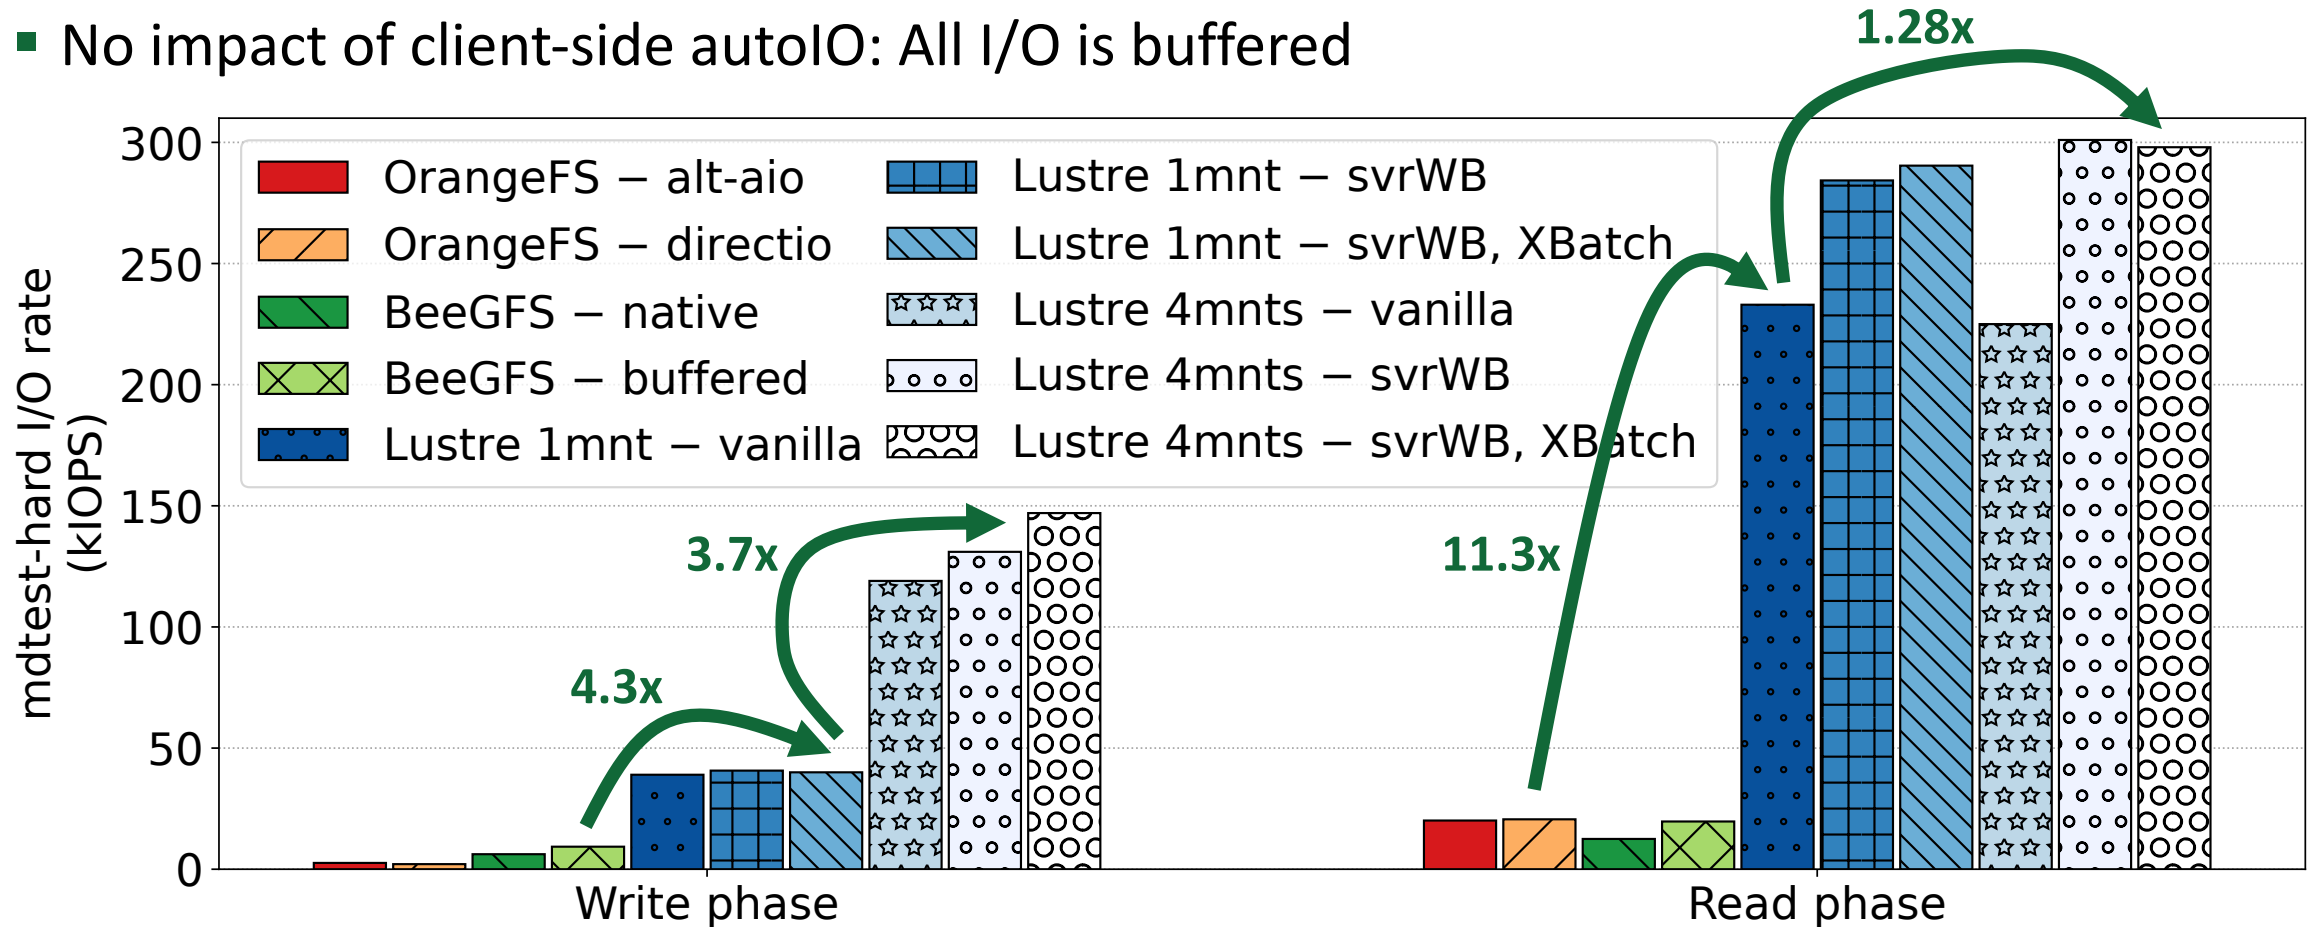 ▪ No impact of client-side autoIO: All I/O is buffered
1.28x
mdtest-hard I/O rate
(kIOPS)
300
250
200
150
100
50
0
OrangeFS − alt-aio
OrangeFS − directio
BeeGFS − native
BeeGFS − buffered
Lustre 1mnt − vanilla
Lustre 1mnt − svrWB
Lustre 1mnt − svrWB, XBatch
Lustre 4mnts − vanilla
Lustre 4mnts − svrWB
Lustre 4mnts − svrWB, XBatch
3.7x
11.3x
4.3x
Write phase
Read phase